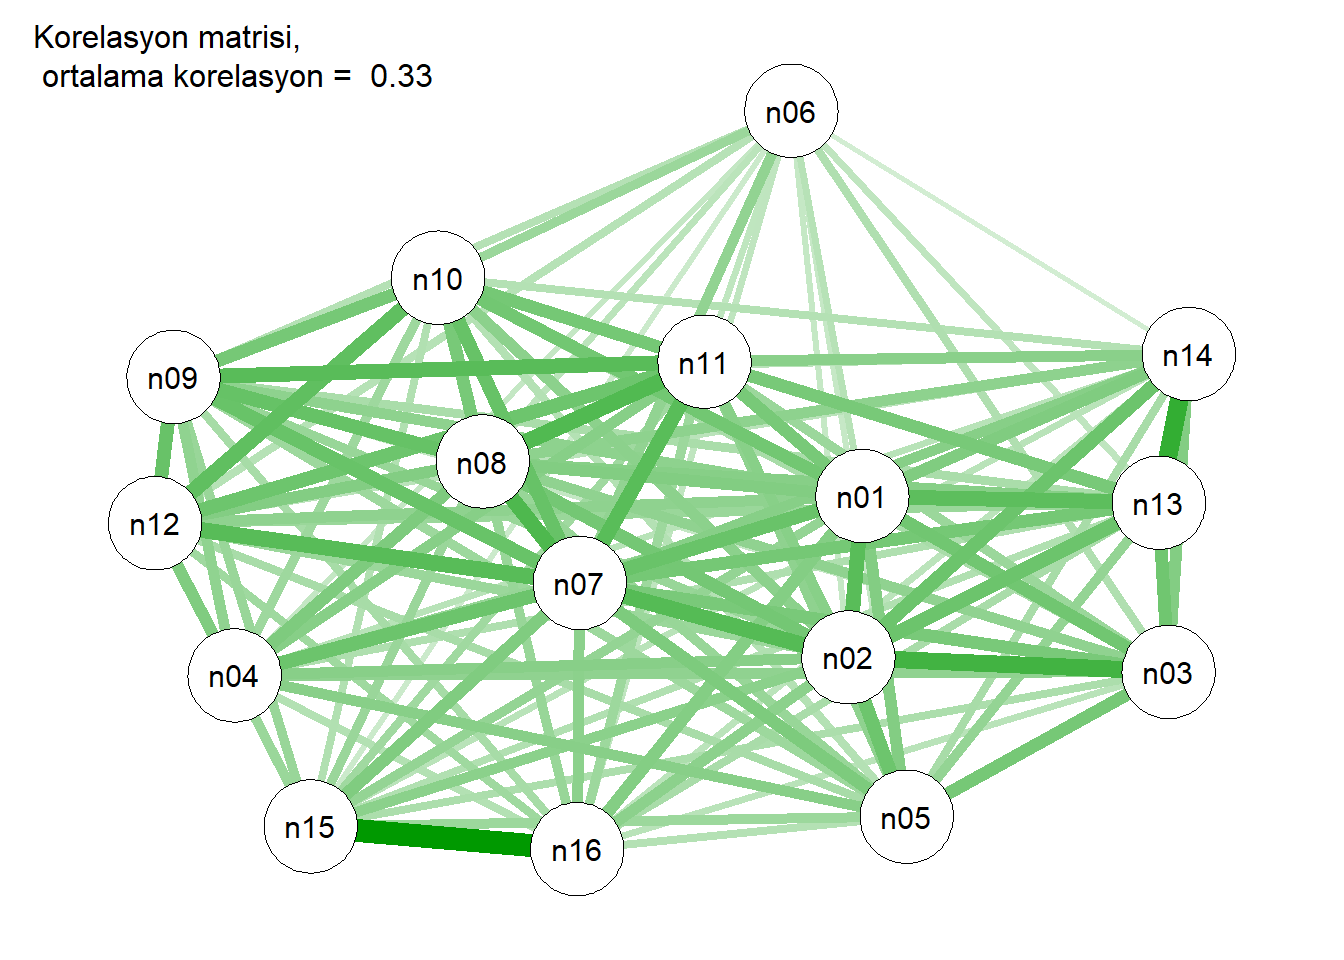 Korelasyon matrisi,
ortalama korelasyon =  0.33
n06
n10
n14
n11
n09
n08
n01
n13
n12
n07
n02
n03
n04
n05
n15
n16